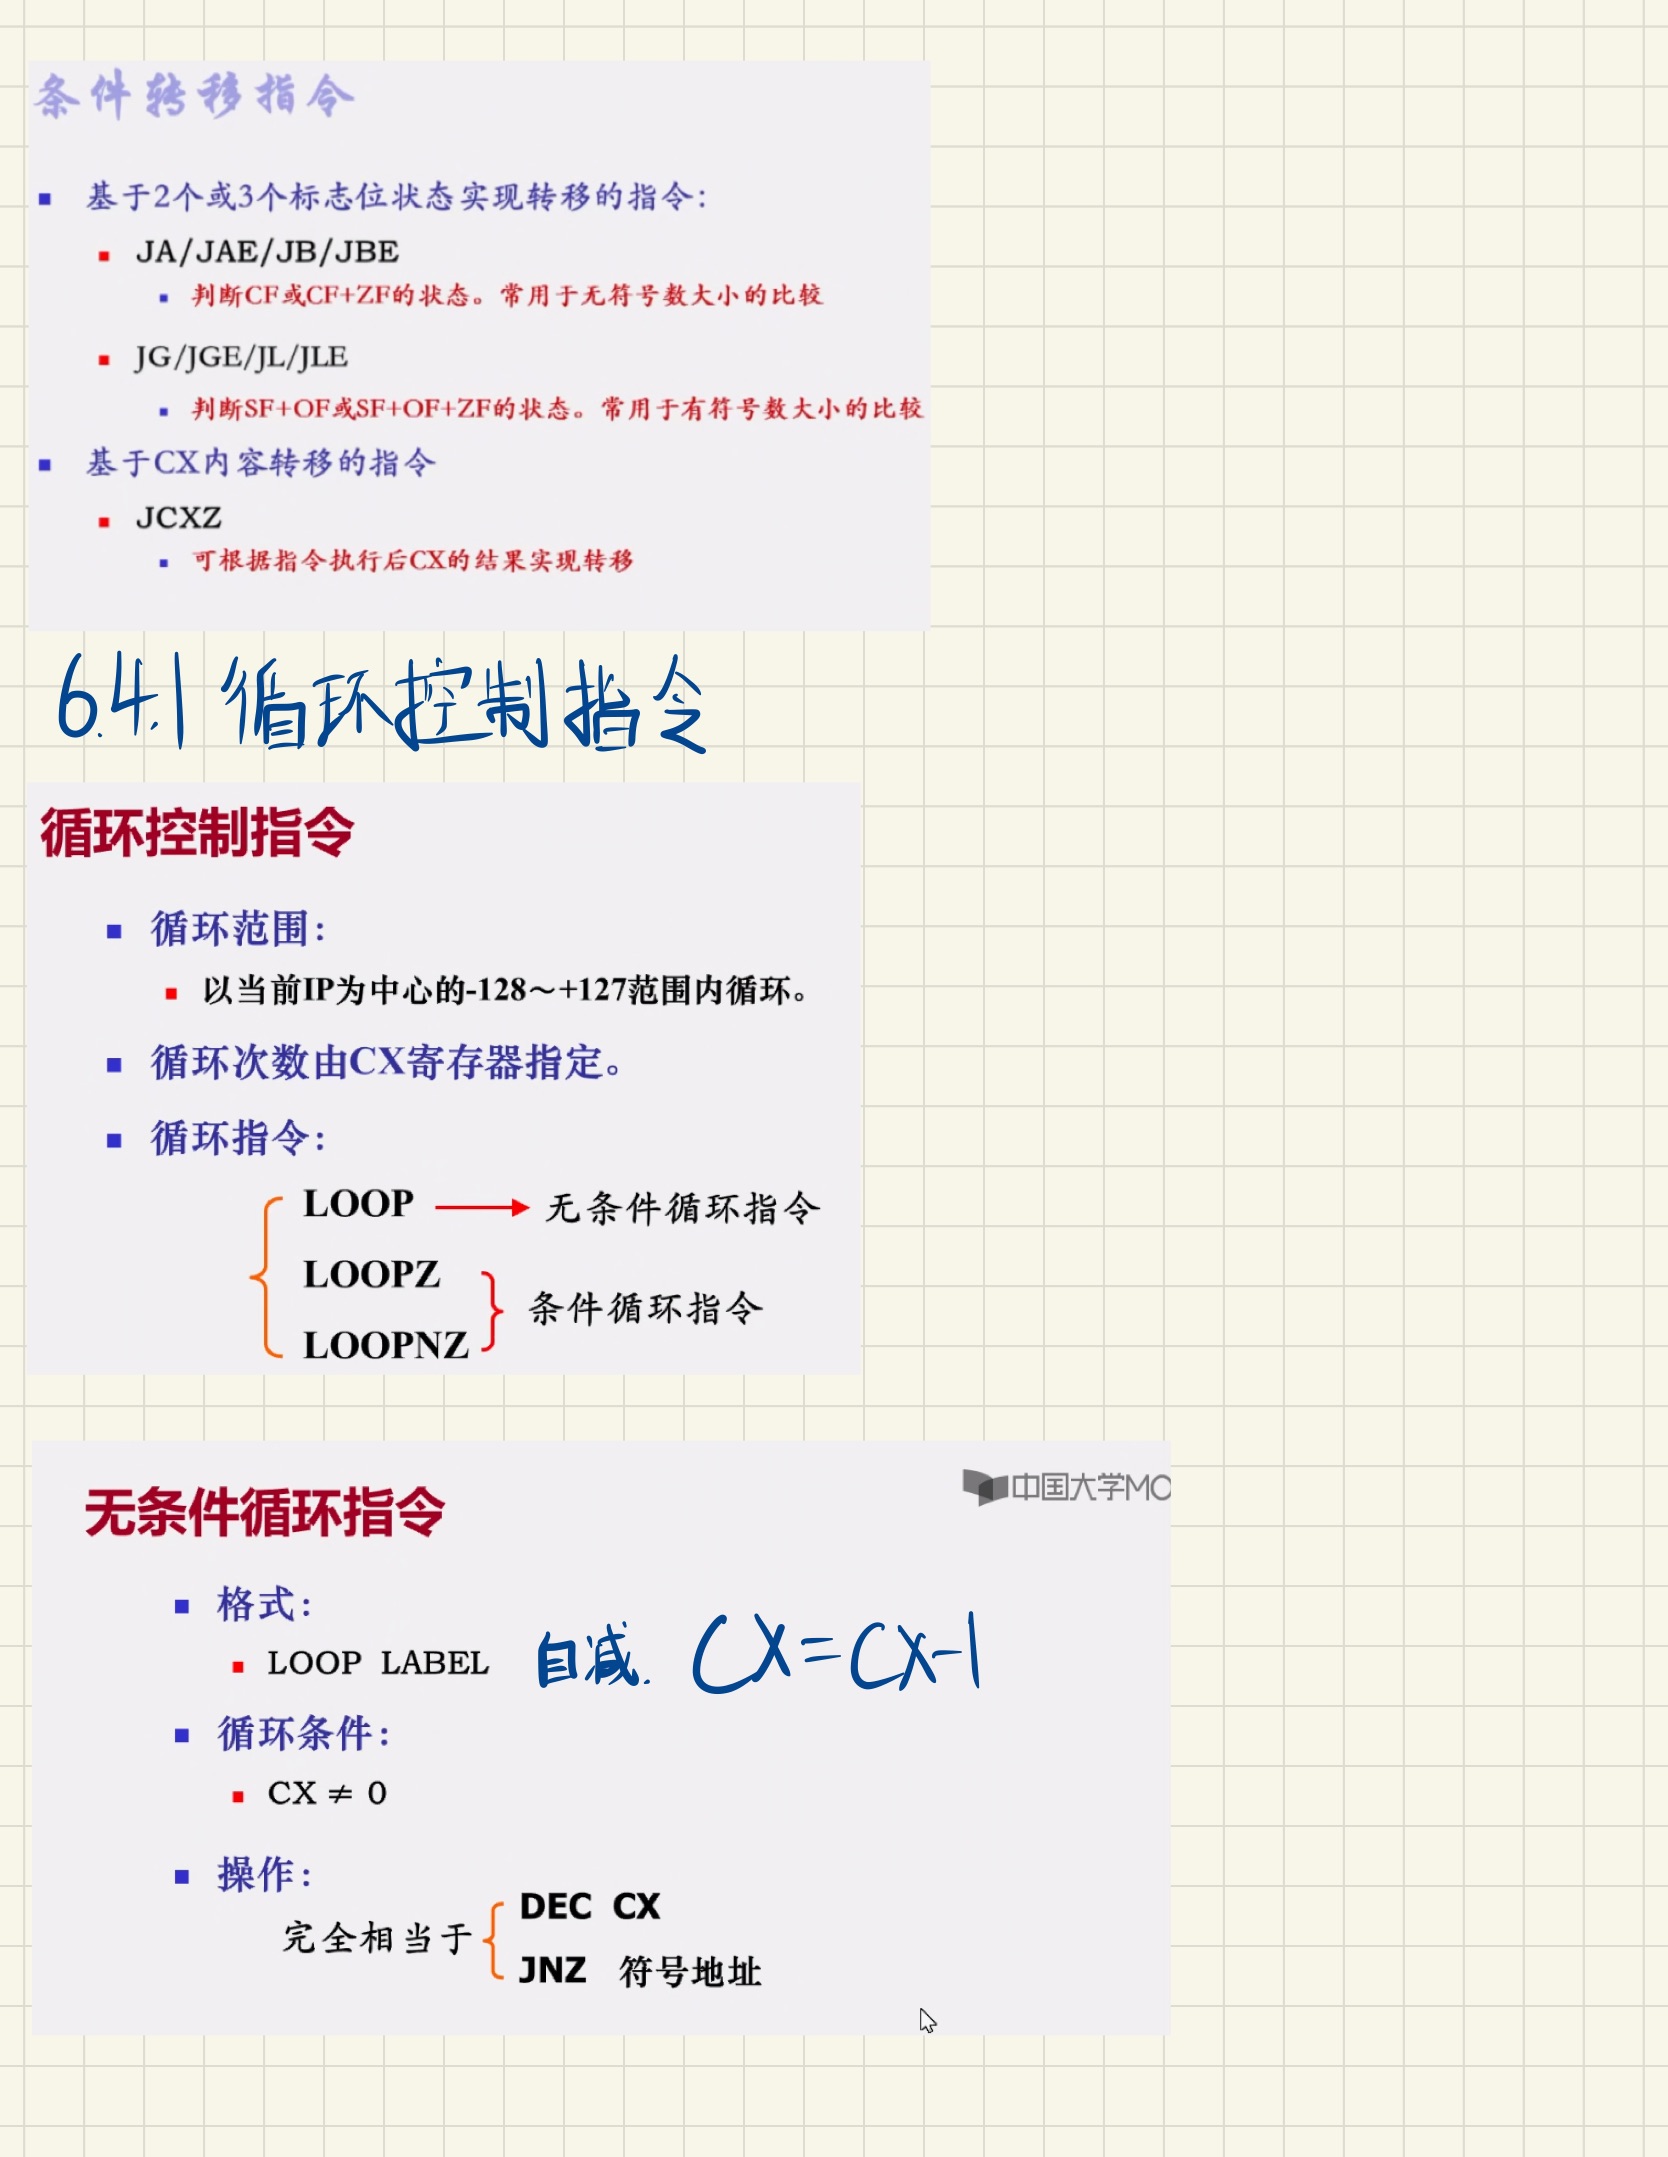 条件转移指令
基于2个或3个标志位状态实现转移的指令：
JA/JAE/JB/JBE
判断CF或CF+ZF的状态。常用于无符号数大小的比较
JG/JGE/JL/JLE
判断SF+OF或SF+OF+ZF的状态。常用于有符号数大小的比较
基于CX内容转移的指令
JCXZ
可根据指令执行后CX的结果实现转移
6.4.1 循环控制指令
循环控制指令
循环范围：
以当前IP为中心的-128～+127范围内循环。
循环次数由CX寄存器指定。
循环指令：
LOOP 无条件循环指令
LOOPZ
条件循环指令
LOOPNZ
中国大学MO
无条件循环指令
格式：
LOOP LABEL 自减. CX=CX-1
循环条件：
CX ≠ 0
操作：
DEC CX
完全相当于
JNZ 符号地址